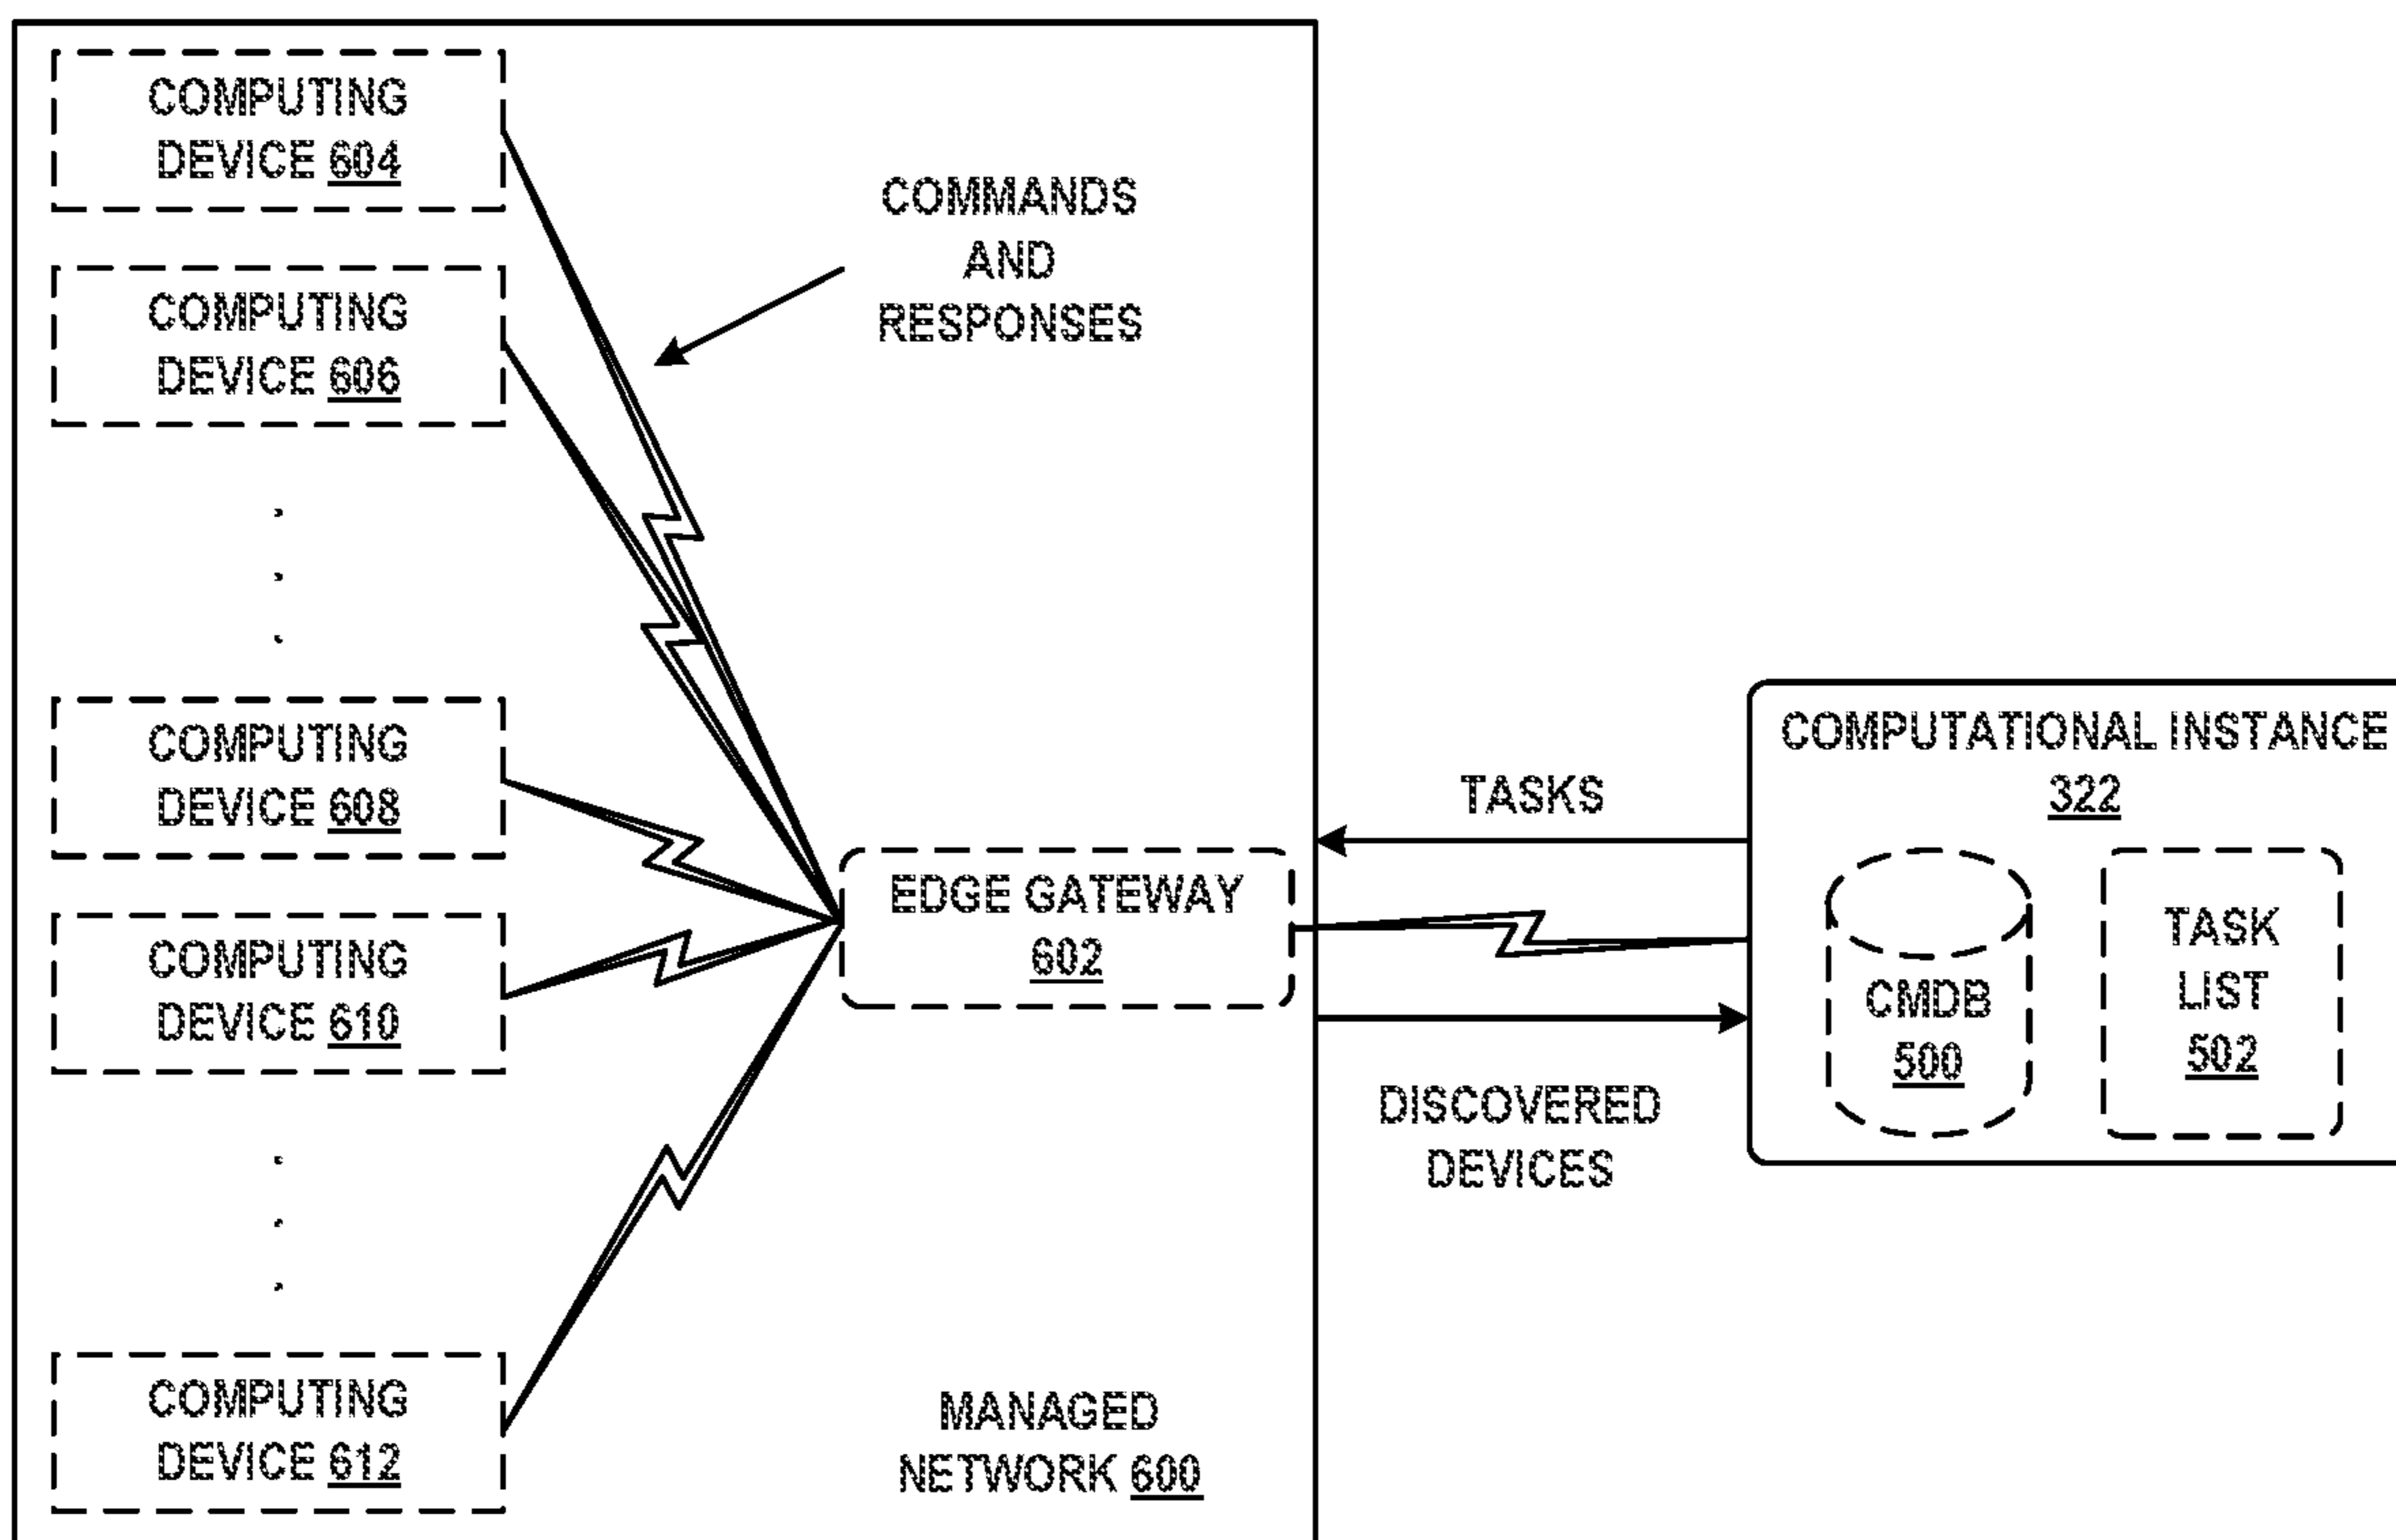 COMPUTING
DEVICE 604
COMMANDS
AND
RESPONSES
COMPUTING
DEVICE 606
COMPUTING
DEVICE 608
COMPUTING
DEVICE 610
COMPUTING
DEVICE 612
EDGE GATEWAY
602
MANAGED
NETWORK 600
TASKS
DISCOVERED
DEVICES
COMPUTATIONAL INSTANCE
322
CMDB
500
TASK
LIST
502